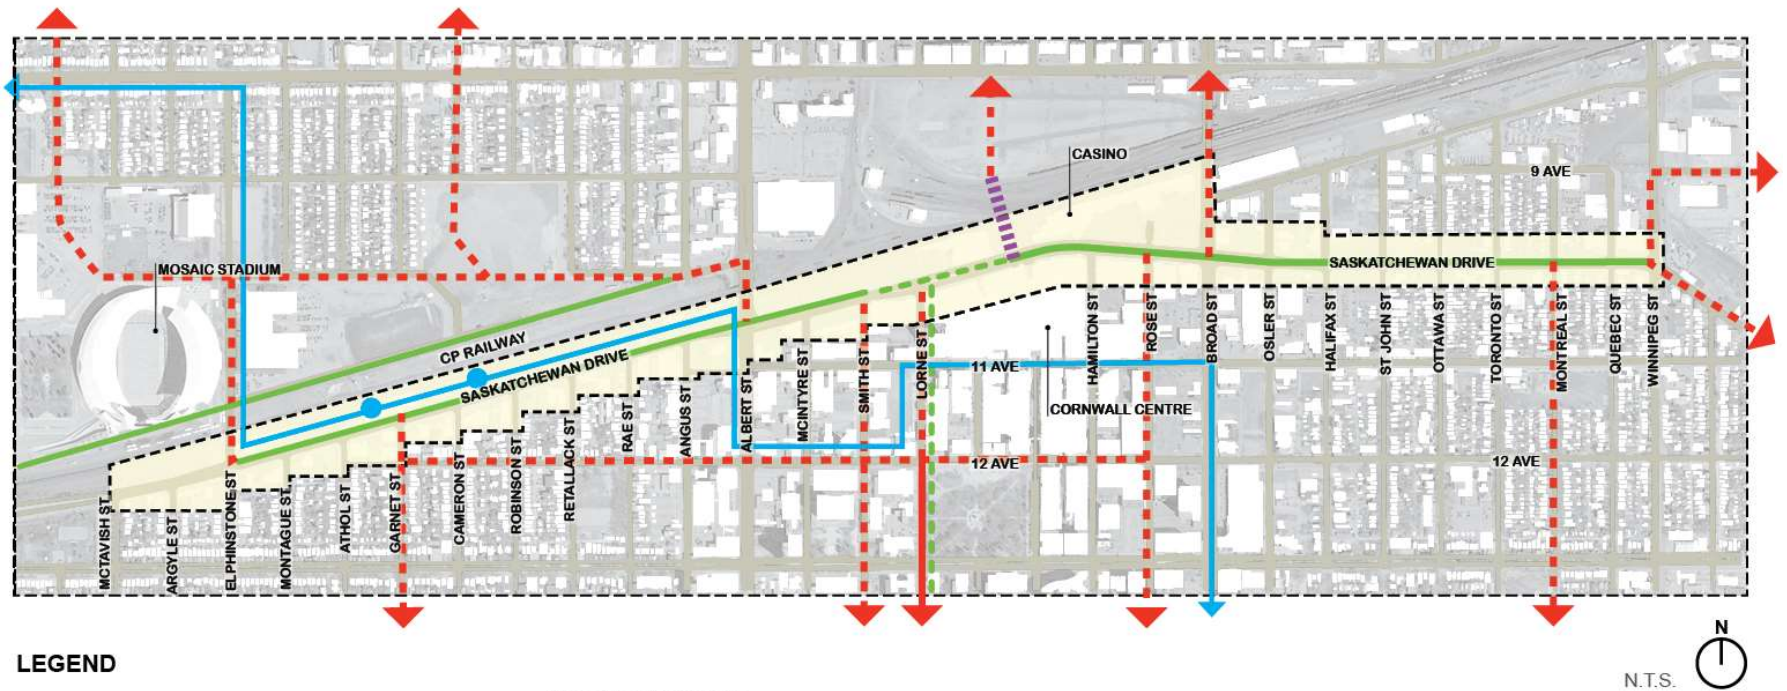 CASINO
9 AVE
MOSAIC STADIUM
SASKATCHEWAN DRIVE
CP RAILWAY
SASKATCHEWAN DRIVE
11 AVE
CORNWALL CENTRE
12 AVE
12 AVE
MCTAVISH ST
ARGYLE ST
ELPHINSTONE ST
MONTAGUE ST
ATHOL ST
GARNET ST
CAMERON ST
ROBINSON ST
RETALLACK ST
RAE ST
ANGUS ST
ALBERT ST
MCINTYRE ST
SMITH ST
LORNE ST
HAMILTON ST
ROSE ST
BROAD ST
OSLER ST
HALIFAX ST
ST JOHN ST
OTTAWA ST
TORONTO ST
MONTREAL ST
QUEBEC ST
WINNIPEG ST
LEGEND
N
N.T.S.